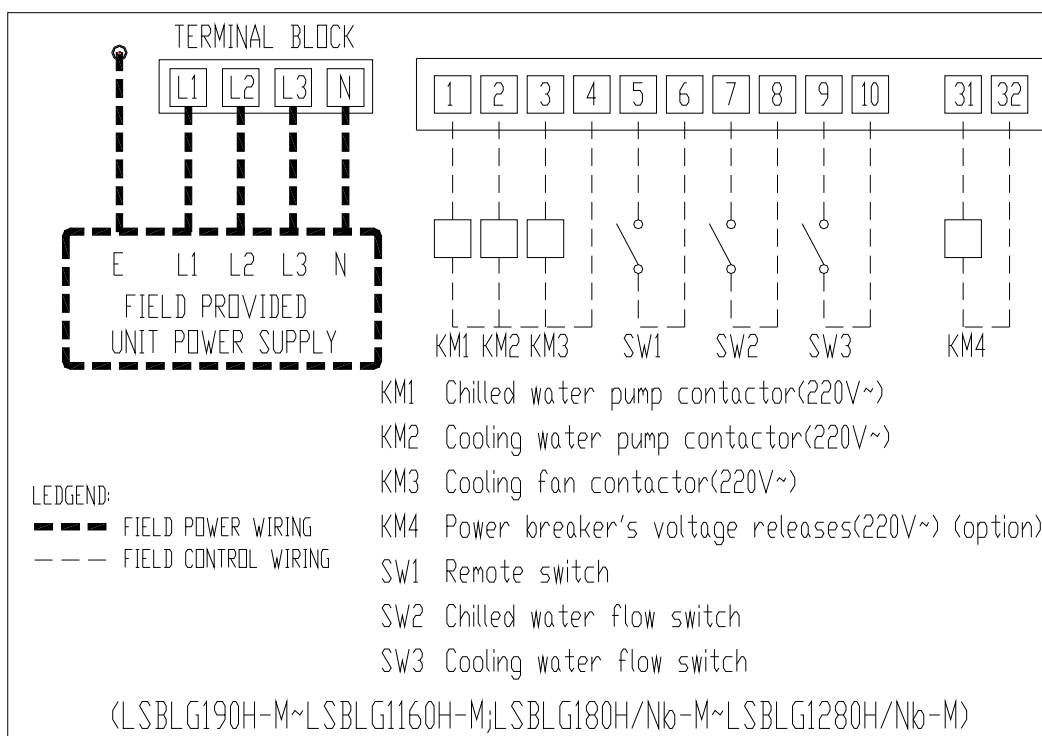 TERMINAL BLOCK
L1 L2 L3 N
1 2 3 4 5 6 7 8 9 10 31 32
E L1 L2 L3 N
FIELD PROVIDED
UNIT POWER SUPPLY
KM1 KM2 KM3 SW1 SW2 SW3 KM4
KM1 Chilled water pump contactor(220V~)
KM2 Cooling water pump contactor(220V~)
KM3 Cooling fan contactor(220V~)
KM4 Power breaker's voltage releases(220V~) (option)
SW1 Remote switch
SW2 Chilled water flow switch
SW3 Cooling water flow switch
LEDGEND:
FIELD POWER WIRING
FIELD CONTROL WIRING
(LSBLG190H-M~LSBLG1160H-M;LSBLG180H/Nb-M~LSBLG1280H/Nb-M)